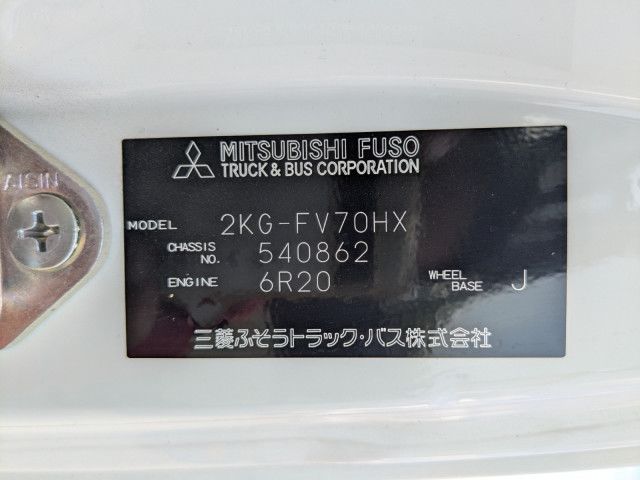 MITSUBISHI FUSO
TRUCK & BUS CORPORATION
AISIN
MODEL 2KG-FV70HX
CHASSIS NO. 540862
ENGINE 6R20 WHEEL BASE J
三菱ふそうトラック・バス株式会社